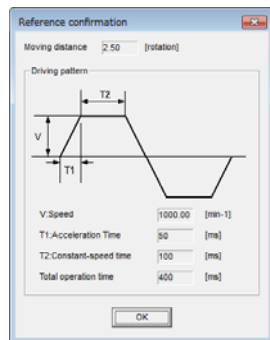 Reference confirmation
Moving distance 2.50 [rotation]
Driving pattern
T2
V
T1
V:Speed 1000.00 [min-1]
T1:Acceleration Time 50 [ms]
T2:Constant-speed time 100 [ms]
Total operation time 400 [ms]
OK